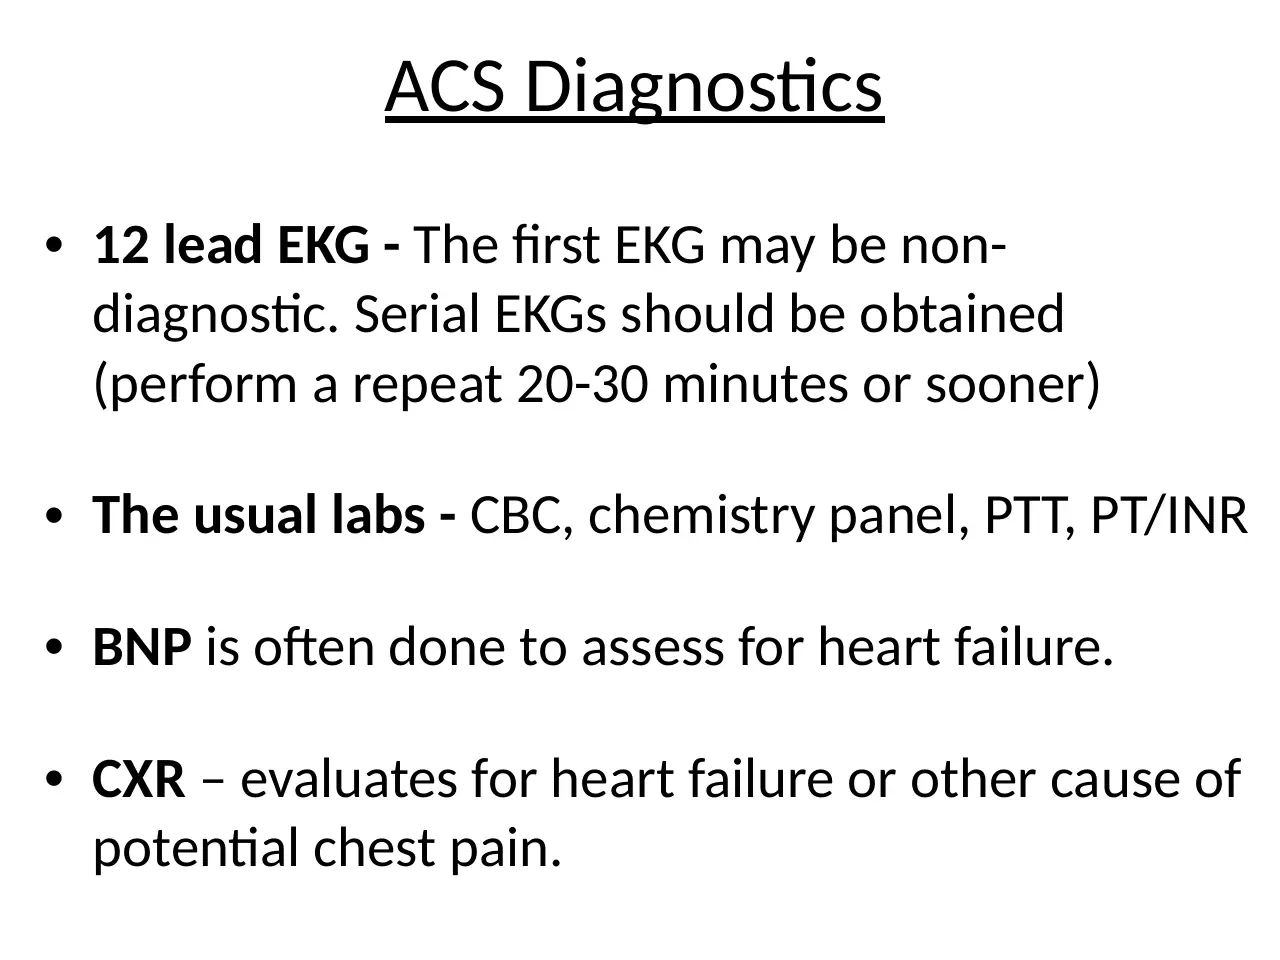 ACS Diagnostics
• 12 lead EKG - The first EKG may be non-
diagnostic. Serial EKGs should be obtained
(perform a repeat 20-30 minutes or sooner)
• The usual labs - CBC, chemistry panel, PTT, PT/INR
• BNP is often done to assess for heart failure.
• CXR – evaluates for heart failure or other cause of
potential chest pain.